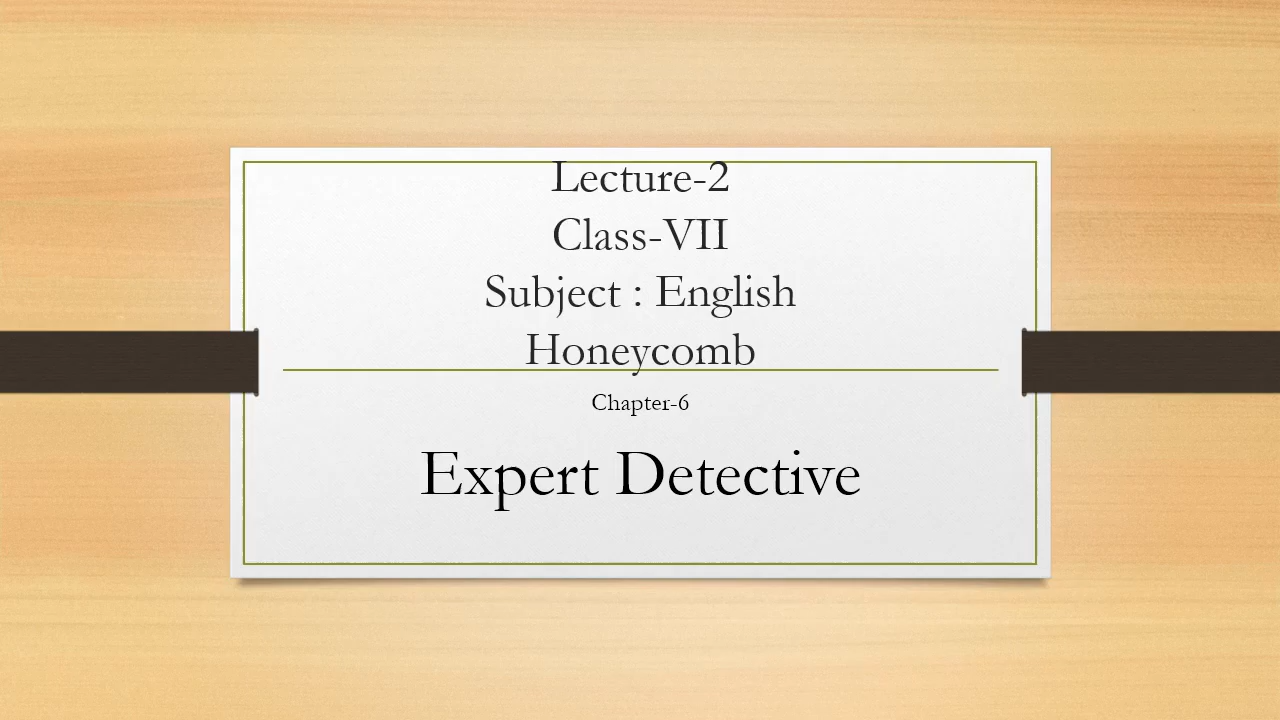 Lecture-2
Class-VII
Subject : English
Honeycomb
Chapter-6
Expert Detective